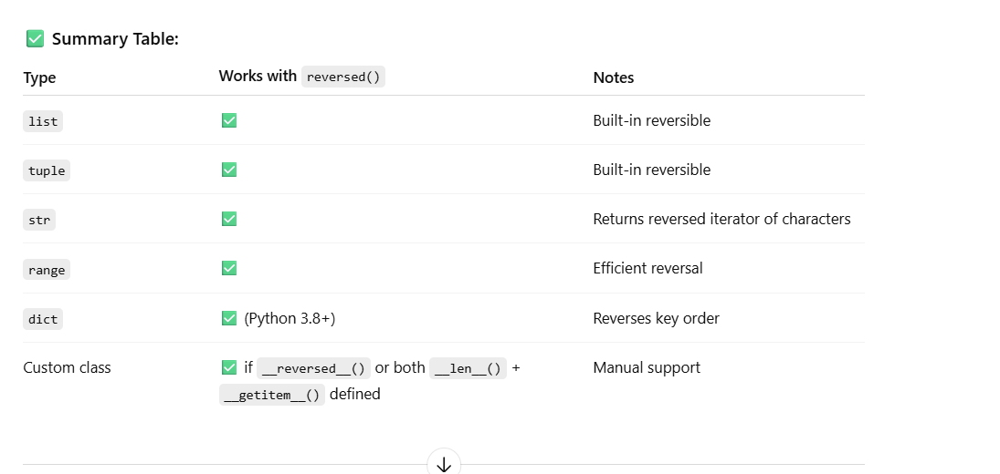 ✅ Summary Table:
Type Works with reversed() Notes
list ✅ Built-in reversible
tuple ✅ Built-in reversible
str ✅ Returns reversed iterator of characters
range ✅ Efficient reversal
dict ✅ (Python 3.8+) Reverses key order
Custom class ✅ if __reversed__() or both __len__() + Manual support
__getitem__() defined